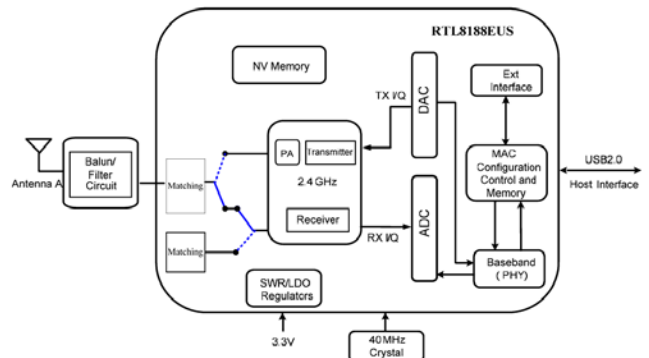 RTL8188EUS
NV Memory
Ext
Interface
TX I/Q
DAC
PA
Transmitter
2.4 GHz
Receiver
Balun/
Filter
Circuit
Antenna A
Matching
Matching
MAC
Configuration
Control and
Memory
USB2.0
Host Interface
RX I/Q
ADC
Baseband
( PHY)
SWR/LDO
Regulators
3.3V
40MHz
Crystal